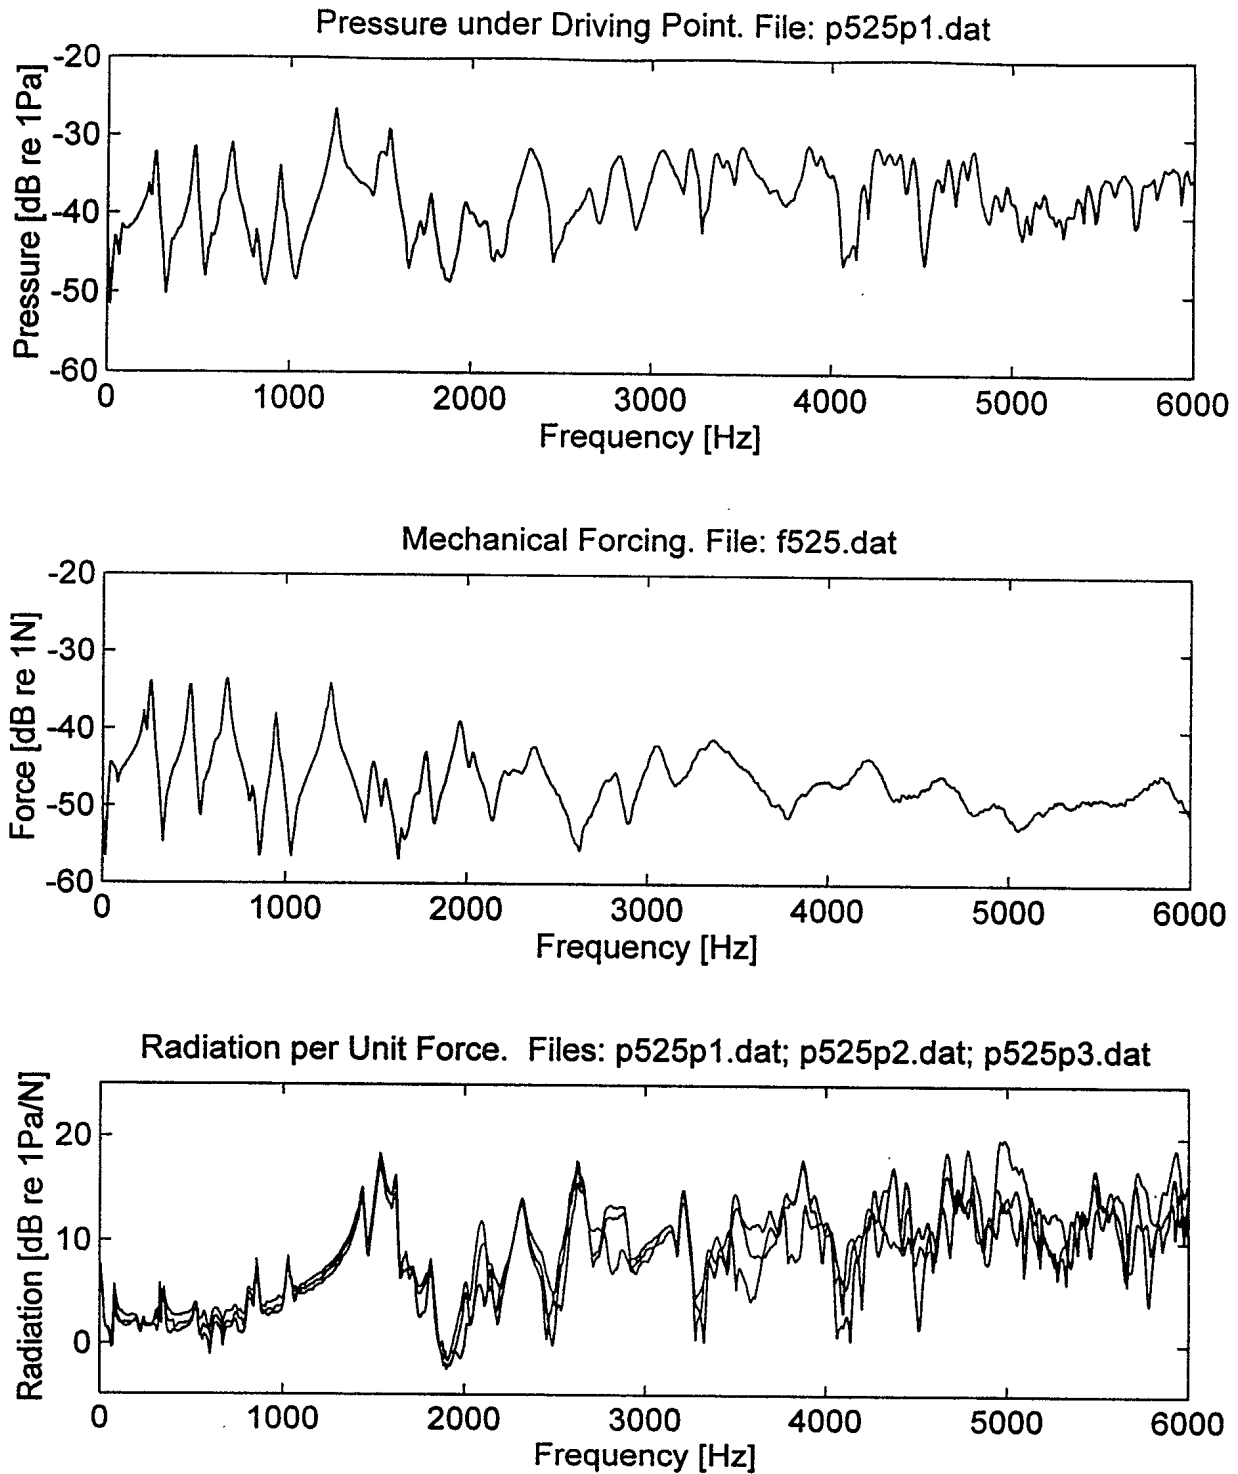 Pressure under Driving Point. File: p525p1.dat
Pressure [dB re 1Pa]
-20
-30
-40
-50
-60
0 1000 2000 3000 4000 5000 6000
Frequency [Hz]
Mechanical Forcing. File: f525.dat
Force [dB re 1N]
-20
-30
-40
-50
-60
0 1000 2000 3000 4000 5000 6000
Frequency [Hz]
Radiation per Unit Force. Files: p525p1.dat; p525p2.dat; p525p3.dat
Radiation [dB re 1Pa/N]
20
10
0
0 1000 2000 3000 4000 5000 6000
Frequency [Hz]